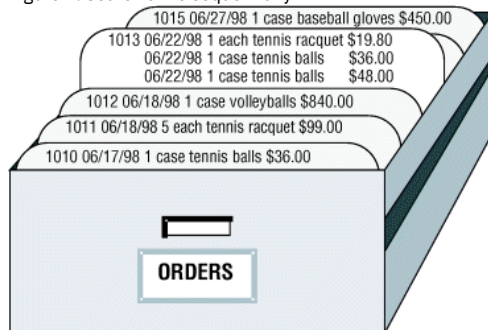 1015 06/27/98 1 case baseball gloves $450.00
1013 06/22/98 1 each tennis racquet $19.80
06/22/98 1 case tennis balls $36.00
06/22/98 1 case tennis balls $48.00
1012 06/18/98 1 case volleyballs $840.00
1011 06/18/98 5 each tennis racquet $99.00
1010 06/17/98 1 case tennis balls $36.00
ORDERS